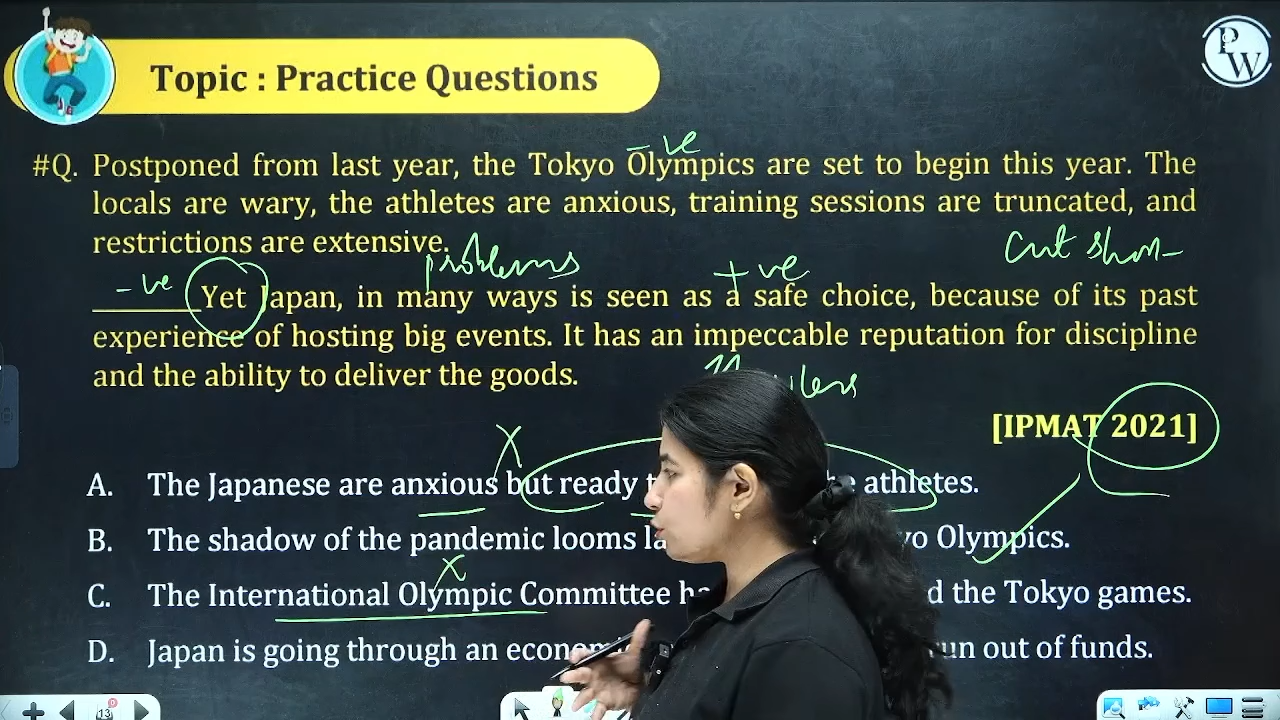 PW
Topic : Practice Questions
– ve
#Q. Postponed from last year, the Tokyo Olympics are set to begin this year. The
locals are wary, the athletes are anxious, training sessions are truncated, and
restrictions are extensive.
problems
cut short
– ve
+ ve
________ Yet Japan, in many ways is seen as a safe choice, because of its past
experience of hosting big events. It has an impeccable reputation for discipline
and the ability to deliver the goods.
[IPMAT 2021]
A. The Japanese are anxious but ready athletes.
B. The shadow of the pandemic looms Olympics.
C. The International Olympic Committee the Tokyo games.
D. Japan is going through an out of funds.
13